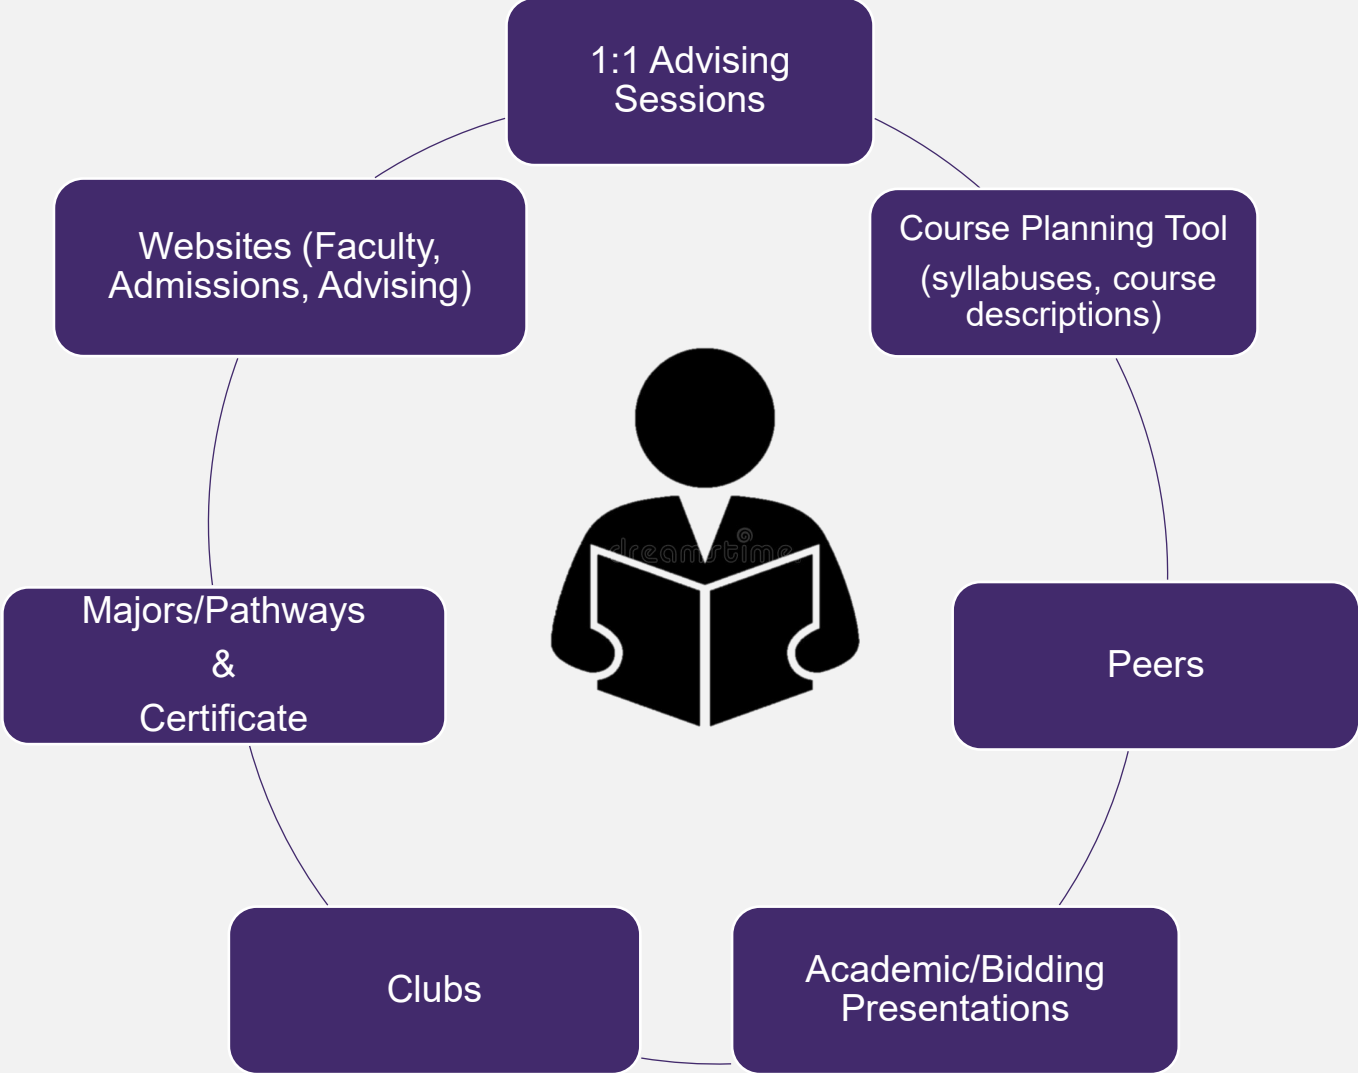 1:1 Advising
Sessions
Course Planning Tool
(syllabuses, course
descriptions)
Peers
Academic/Bidding
Presentations
Clubs
Majors/Pathways
&
Certificate
Websites (Faculty,
Admissions, Advising)
dreamstime